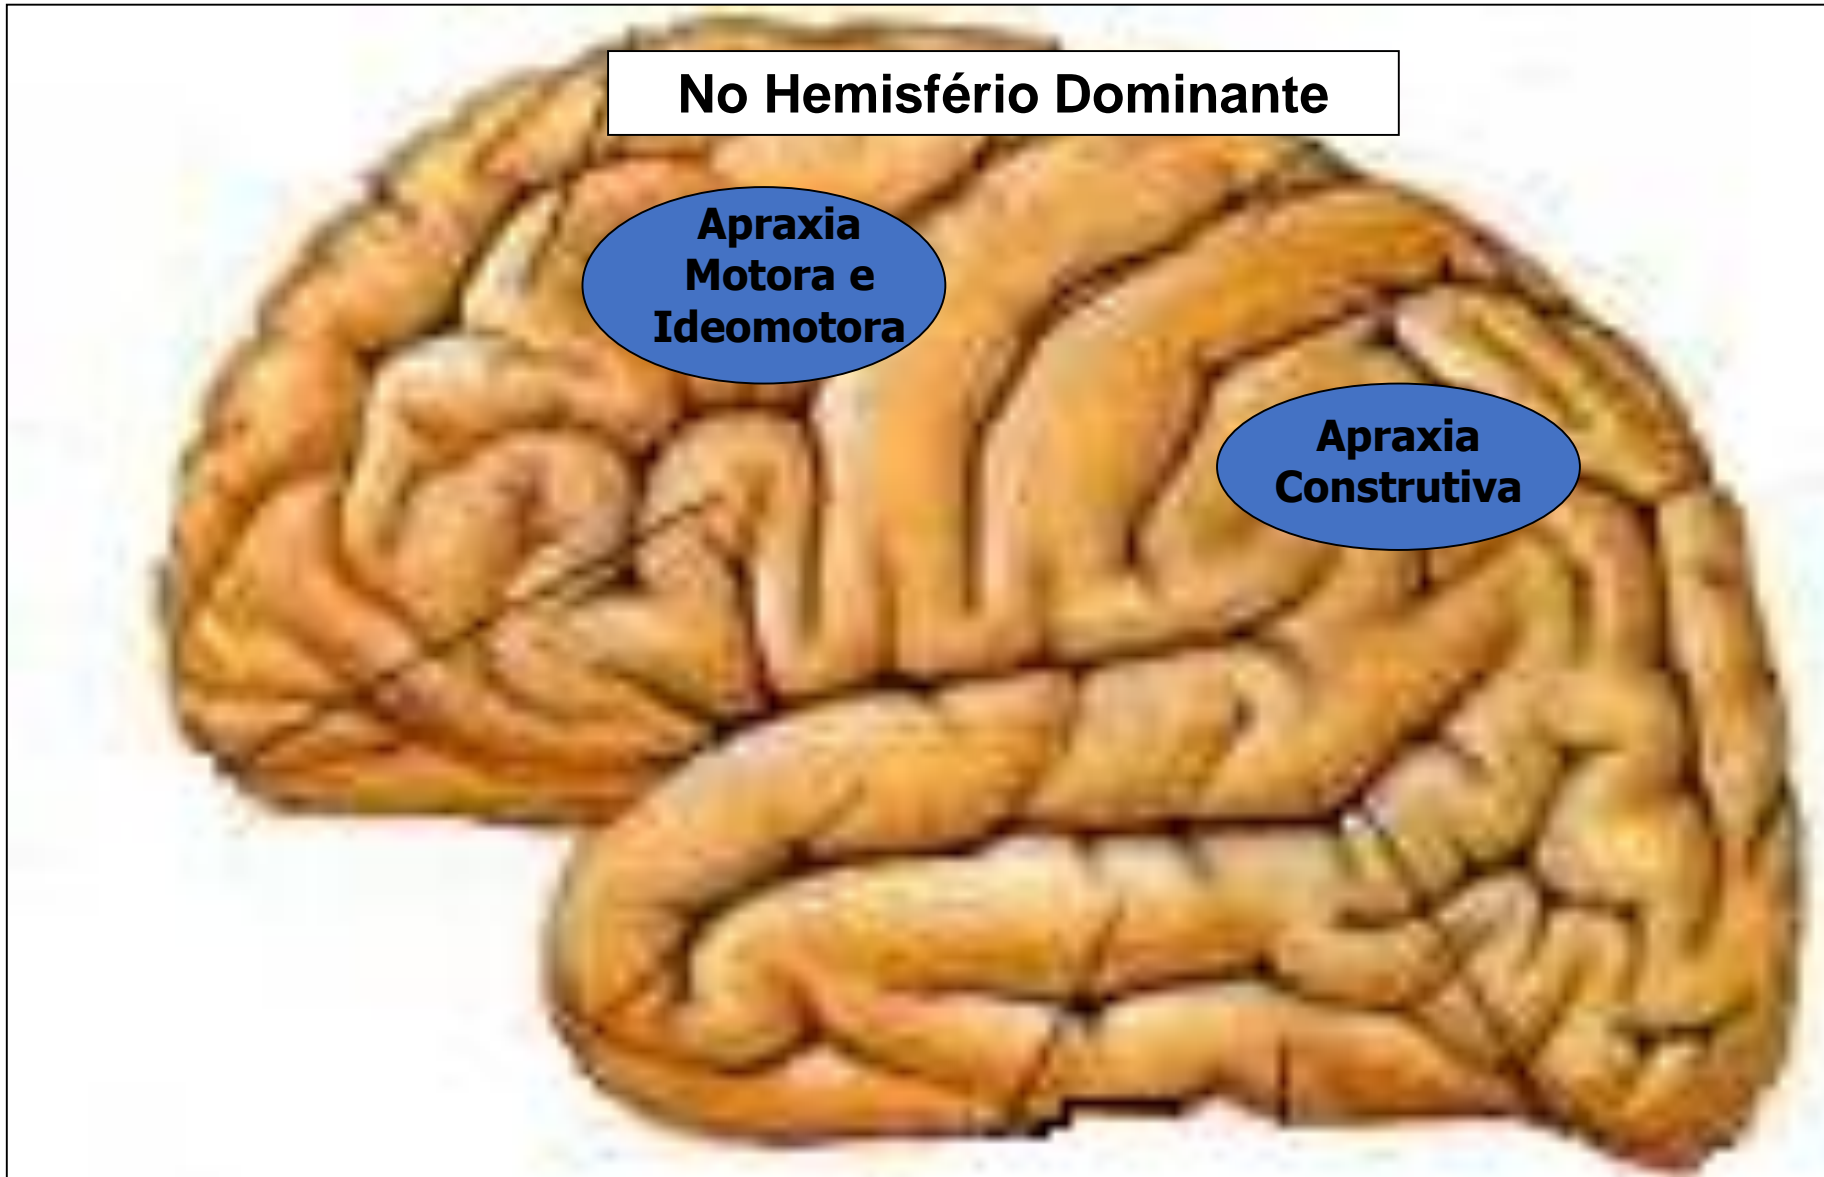 No Hemisfério Dominante
Apraxia
Motora e
Ideomotora
Apraxia
Construtiva